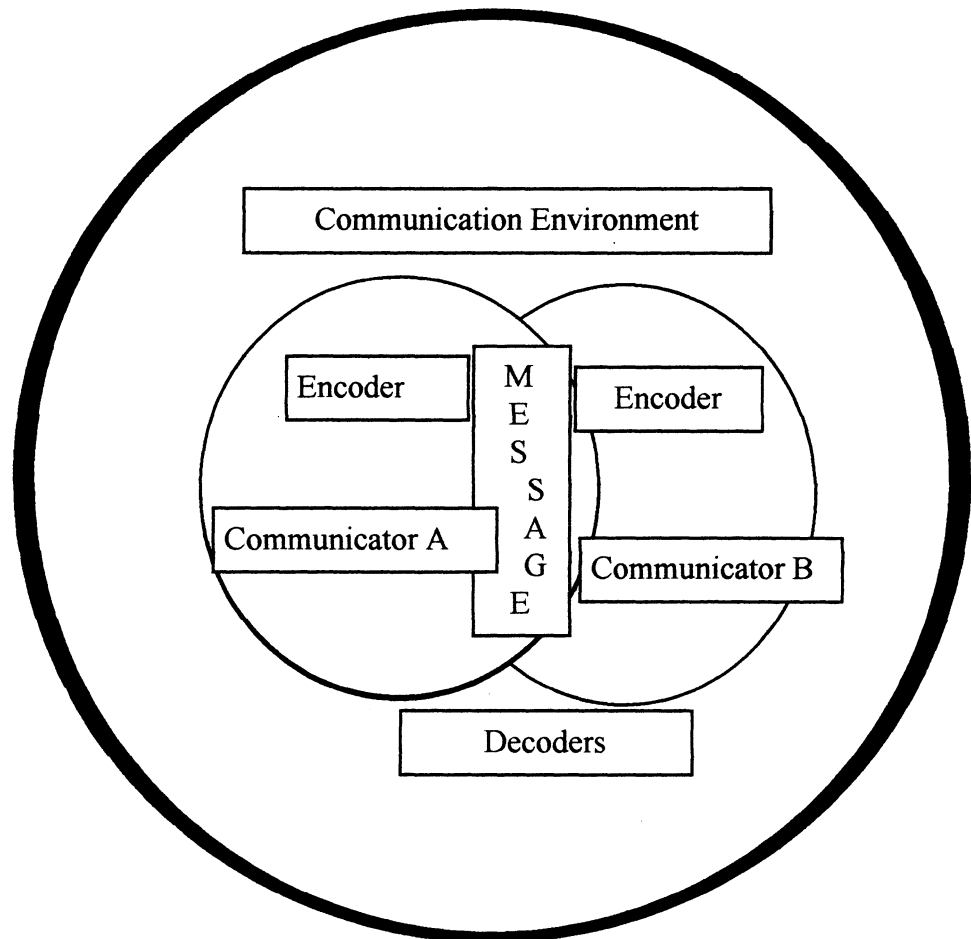 Communication Environment
Encoder
M
E
S
S
A
G
E
Encoder
Communicator A
Communicator B
Decoders